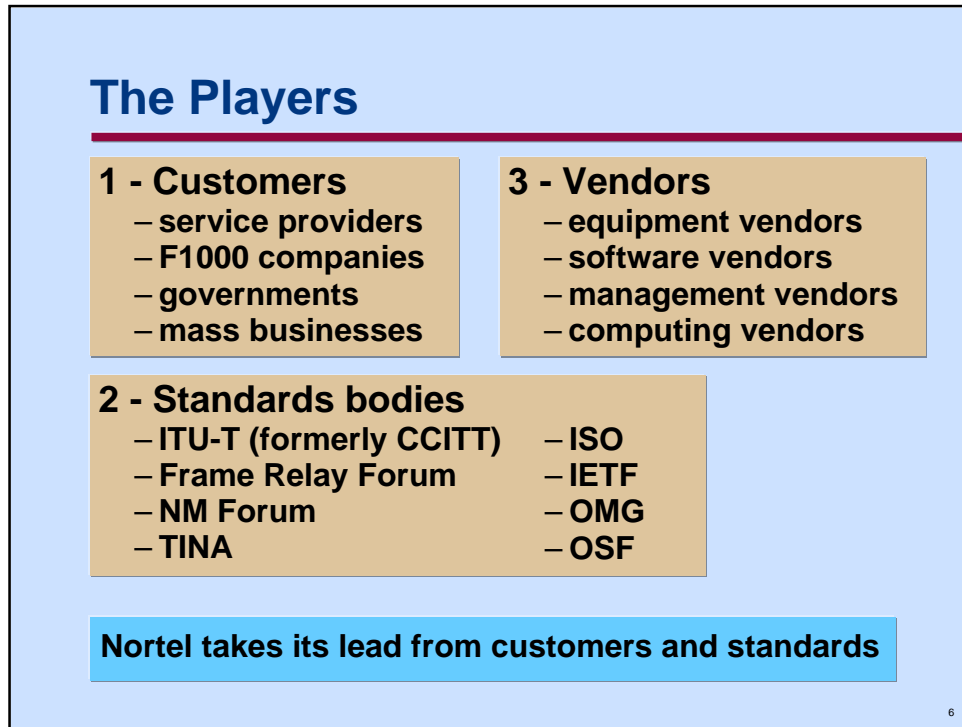 The Players
1 - Customers
– service providers
– F1000 companies
– governments
– mass businesses
3 - Vendors
– equipment vendors
– software vendors
– management vendors
– computing vendors
2 - Standards bodies
– ITU-T (formerly CCITT)
– Frame Relay Forum
– NM Forum
– TINA
– ISO
– IETF
– OMG
– OSF
Nortel takes its lead from customers and standards
6